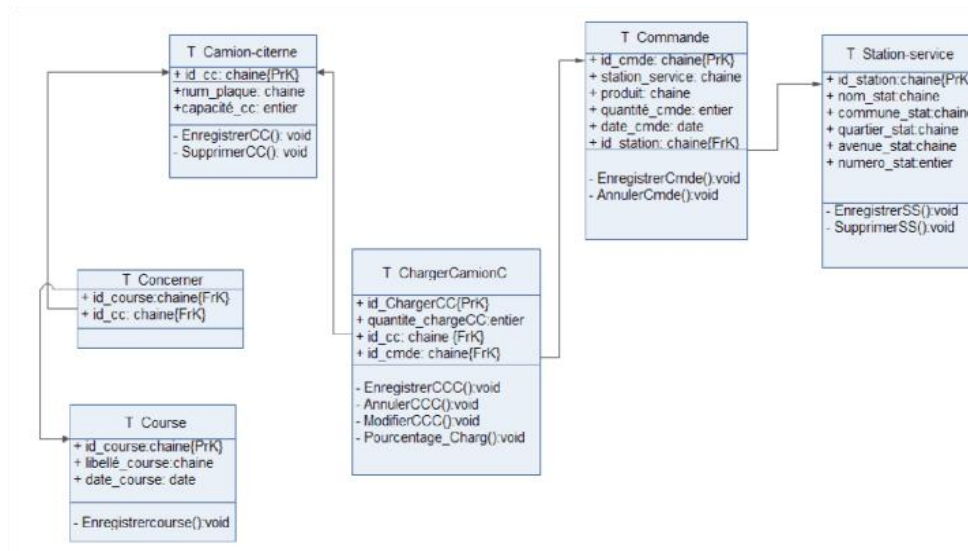 T Camion-citerne
+ id_cc: chaine{PrK}
+num_plaque: chaine
+capacité_cc: entier
- EnregistrerCC(): void
- SupprimerCC(): void
T Commande
+ id_cmde: chaine{PrK}
+ station_service: chaine
+ produit: chaine
+ quantité_cmde: entier
+ date_cmde: date
+ id_station: chaine{FrK}
- EnregistrerCmde():void
- AnnulerCmde():void
T Station-service
+ id_station:chaine{PrK
+ nom_stat:chaine
+ commune_stat:chaine
+ quartier_stat:chaine
+ avenue_stat:chaine
+ numero_stat:entier
- EnregistrerSS():void
- SupprimerSS():void
T Concerner
+ id_course:chaine{FrK}
+ id_cc: chaine{FrK}
T ChargerCamionC
+ id_ChargerCC{PrK}
+ quantite_chargeCC:entier
+ id_cc: chaine {FrK}
+ id_cmde: chaine{FrK}
- EnregistrerCCC():void
- AnnulerCCC():void
- ModifierCCC():void
- Pourcentage_Charg():void
T Course
+ id_course:chaine{PrK}
+ libellé_course:chaine
+ date_course: date
- Enregistrercourse():void